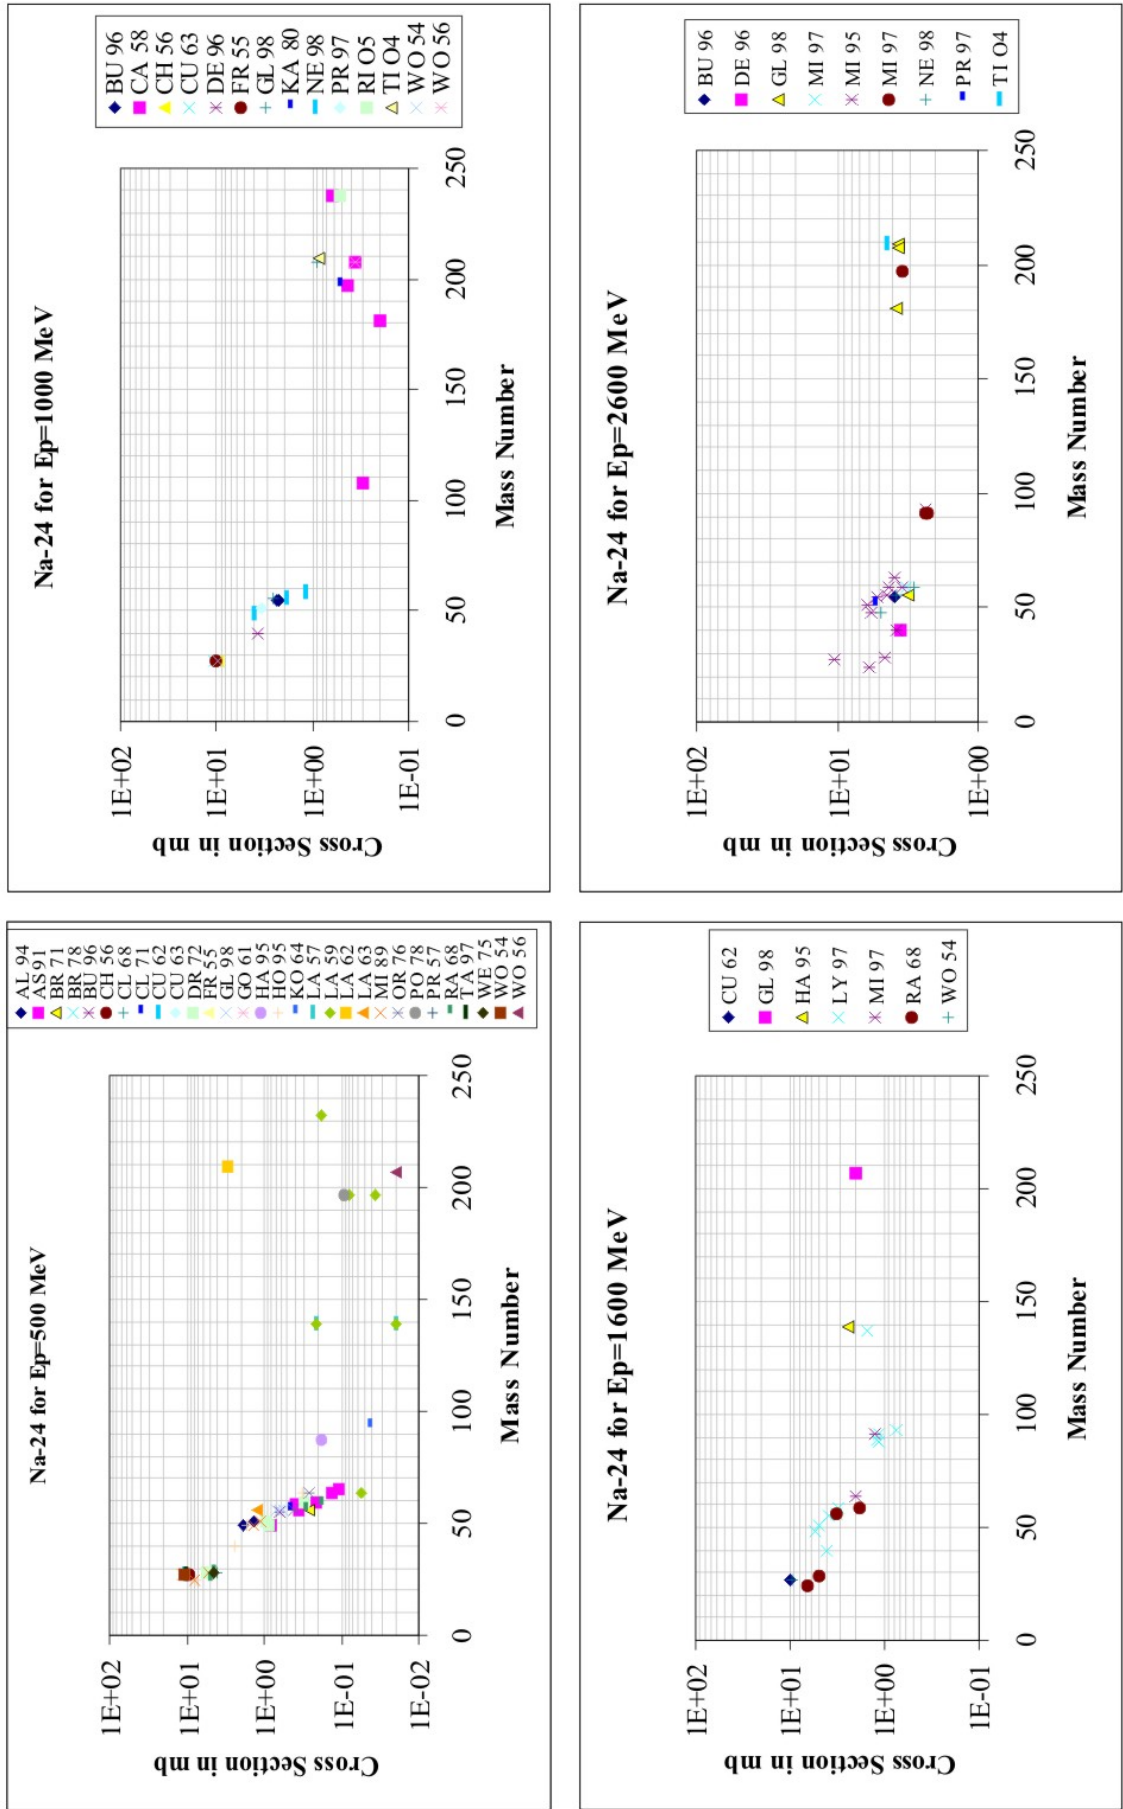 Na-24 for Ep=500 MeV
Cross Section in mb
1E+02
1E+01
1E+00
1E-01
1E-02
0
50
100
150
200
250
Mass Number
AL 94
AS 91
BR 71
BR 78
BU 96
CH 56
CL 68
CL 71
CU 62
CU 63
DR 72
FR 55
GL 98
GO 61
HA 95
HO 95
KO 64
LA 57
LA 59
LA 62
LA 63
MI 89
OR 76
PO 78
PR 57
RA 68
TA 97
WE 75
WO 54
WO 56
Na-24 for Ep=1000 MeV
Cross Section in mb
1E+02
1E+01
1E+00
1E-01
0
50
100
150
200
250
Mass Number
BU 96
CA 58
CH 56
CU 63
DE 96
FR 55
GL 98
KA 80
NE 98
PR 97
RI O5
TI O4
WO 54
WO 56
Na-24 for Ep=1600 MeV
Cross Section in mb
1E+02
1E+01
1E+00
1E-01
0
50
100
150
200
250
Mass Number
CU 62
GL 98
HA 95
LY 97
MI 97
RA 68
WO 54
Na-24 for Ep=2600 MeV
Cross Section in mb
1E+02
1E+01
1E+00
0
50
100
150
200
250
Mass Number
BU 96
DE 96
GL 98
MI 97
MI 95
MI 97
NE 98
PR 97
TI O4